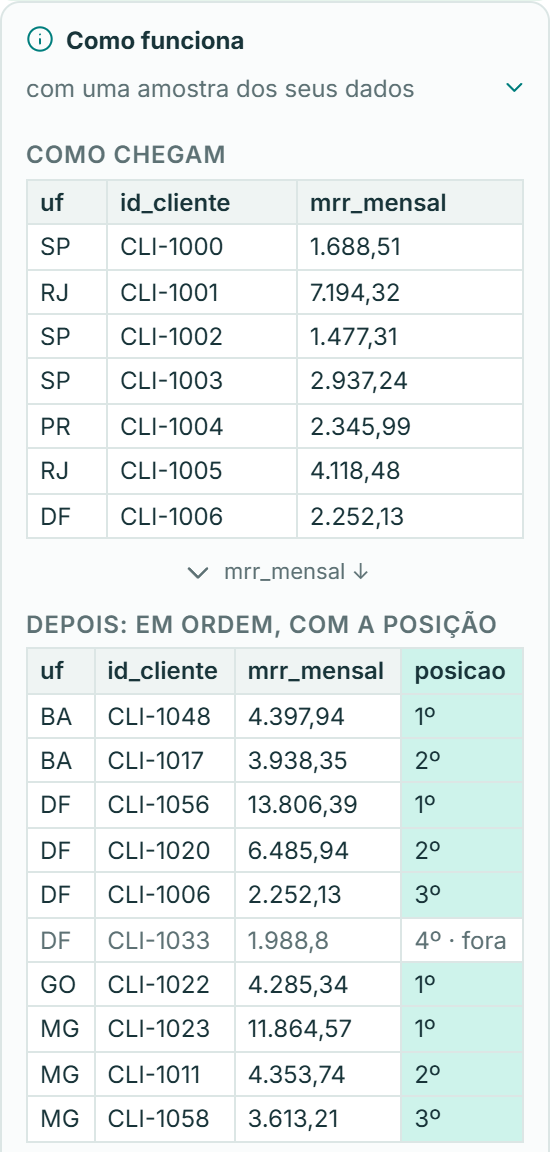 Como funciona
com uma amostra dos seus dados
COMO CHEGAM
uf id_cliente mrr_mensal
SP CLI-1000 1.688,51
RJ CLI-1001 7.194,32
SP CLI-1002 1.477,31
SP CLI-1003 2.937,24
PR CLI-1004 2.345,99
RJ CLI-1005 4.118,48
DF CLI-1006 2.252,13
mrr_mensal ↓
DEPOIS: EM ORDEM, COM A POSIÇÃO
uf id_cliente mrr_mensal posicao
BA CLI-1048 4.397,94 1º
BA CLI-1017 3.938,35 2º
DF CLI-1056 13.806,39 1º
DF CLI-1020 6.485,94 2º
DF CLI-1006 2.252,13 3º
DF CLI-1033 1.988,8 4º · fora
GO CLI-1022 4.285,34 1º
MG CLI-1023 11.864,57 1º
MG CLI-1011 4.353,74 2º
MG CLI-1058 3.613,21 3º